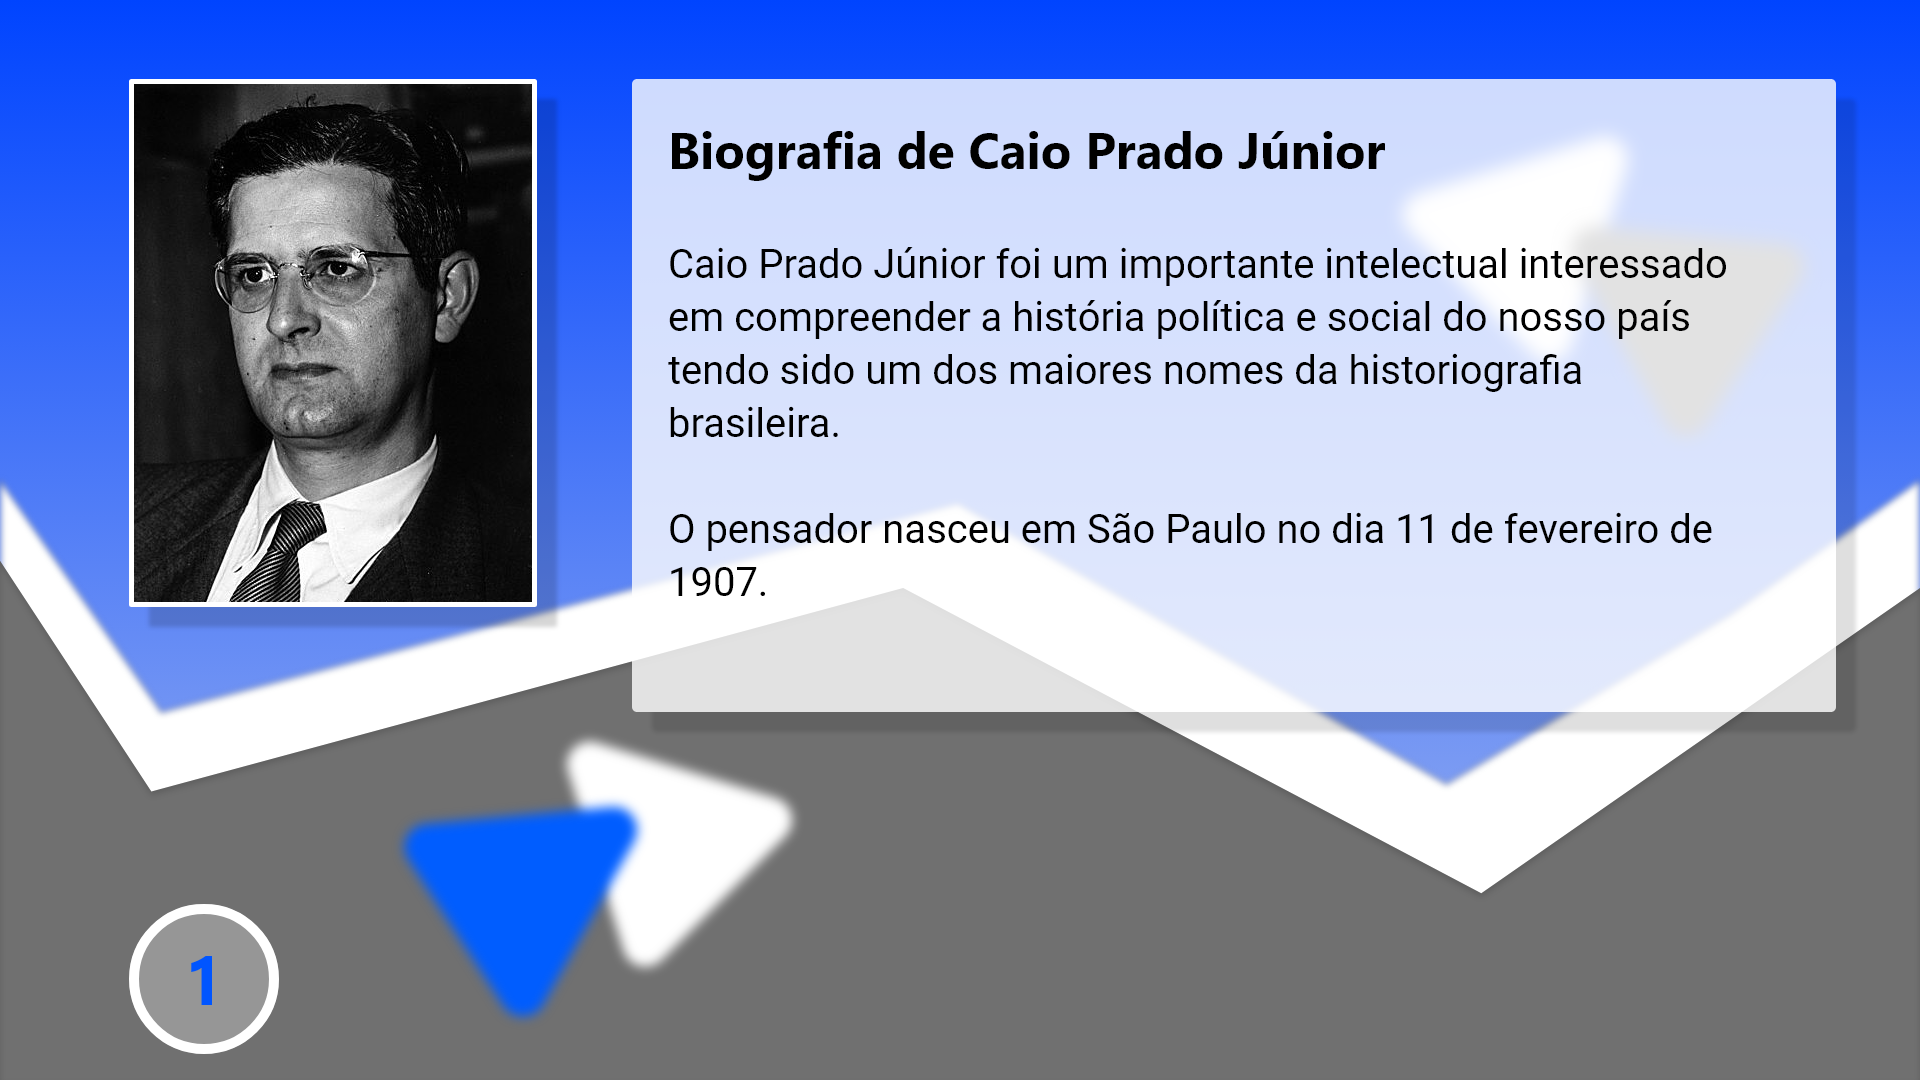 Biografia de Caio Prado Júnior
Caio Prado Júnior foi um importante intelectual interessado
em compreender a história política e social do nosso país
tendo sido um dos maiores nomes da historiografia
brasileira.
O pensador nasceu em São Paulo no dia 11 de fevereiro de
1907.
1